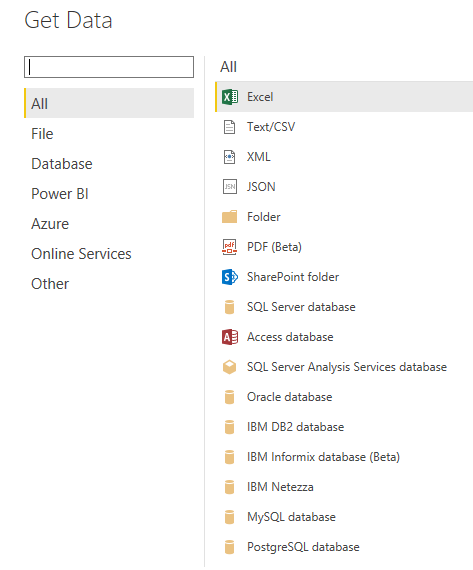 Get Data
All
File
Database
Power BI
Azure
Online Services
Other
All
Excel
Text/CSV
XML
JSN JSON
Folder
pdf PDF (Beta)
SharePoint folder
SQL Server database
Access database
SQL Server Analysis Services database
Oracle database
IBM DB2 database
IBM Informix database (Beta)
IBM Netezza
MySQL database
PostgreSQL database